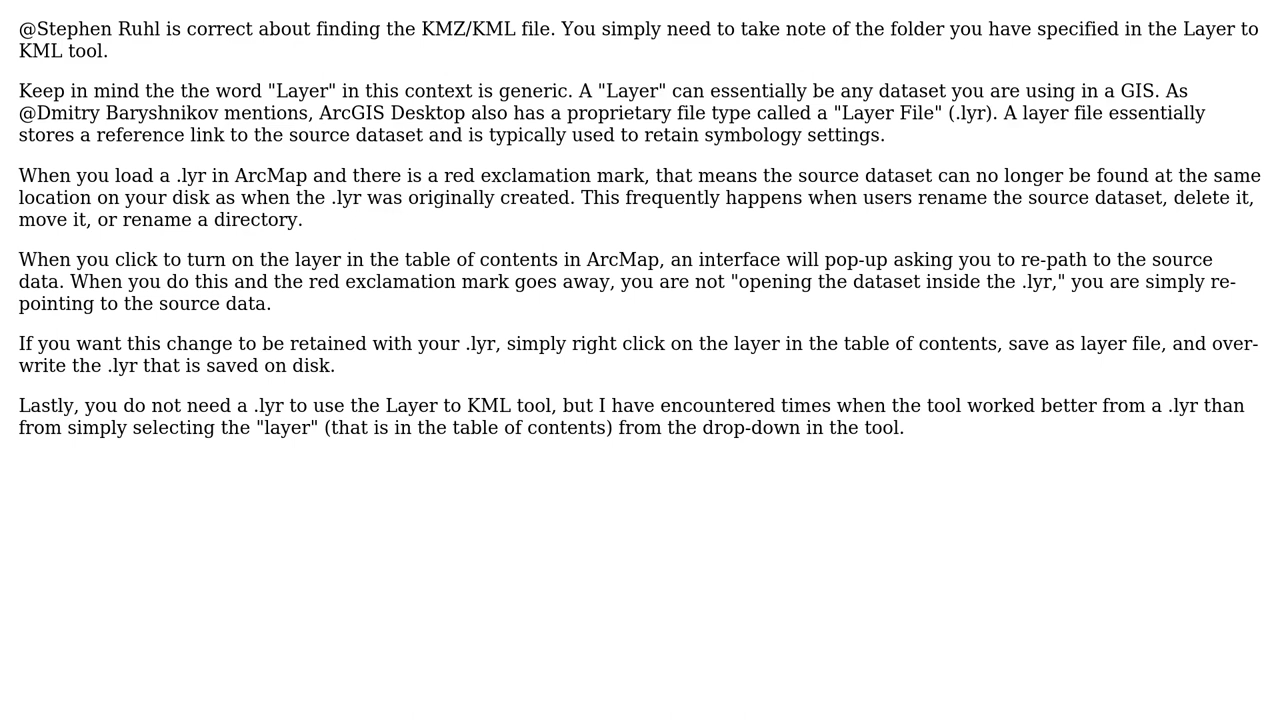 @Stephen Ruhl is correct about finding the KMZ/KML file. You simply need to take note of the folder you have specified in the Layer to
KML tool.
Keep in mind the the word "Layer" in this context is generic. A "Layer" can essentially be any dataset you are using in a GIS. As
@Dmitry Baryshnikov mentions, ArcGIS Desktop also has a proprietary file type called a "Layer File" (.lyr). A layer file essentially
stores a reference link to the source dataset and is typically used to retain symbology settings.
When you load a .lyr in ArcMap and there is a red exclamation mark, that means the source dataset can no longer be found at the same
location on your disk as when the .lyr was originally created. This frequently happens when users rename the source dataset, delete it,
move it, or rename a directory.
When you click to turn on the layer in the table of contents in ArcMap, an interface will pop-up asking you to re-path to the source
data. When you do this and the red exclamation mark goes away, you are not "opening the dataset inside the .lyr," you are simply re-
pointing to the source data.
If you want this change to be retained with your .lyr, simply right click on the layer in the table of contents, save as layer file, and over-
write the .lyr that is saved on disk.
Lastly, you do not need a .lyr to use the Layer to KML tool, but I have encountered times when the tool worked better from a .lyr than
from simply selecting the "layer" (that is in the table of contents) from the drop-down in the tool.